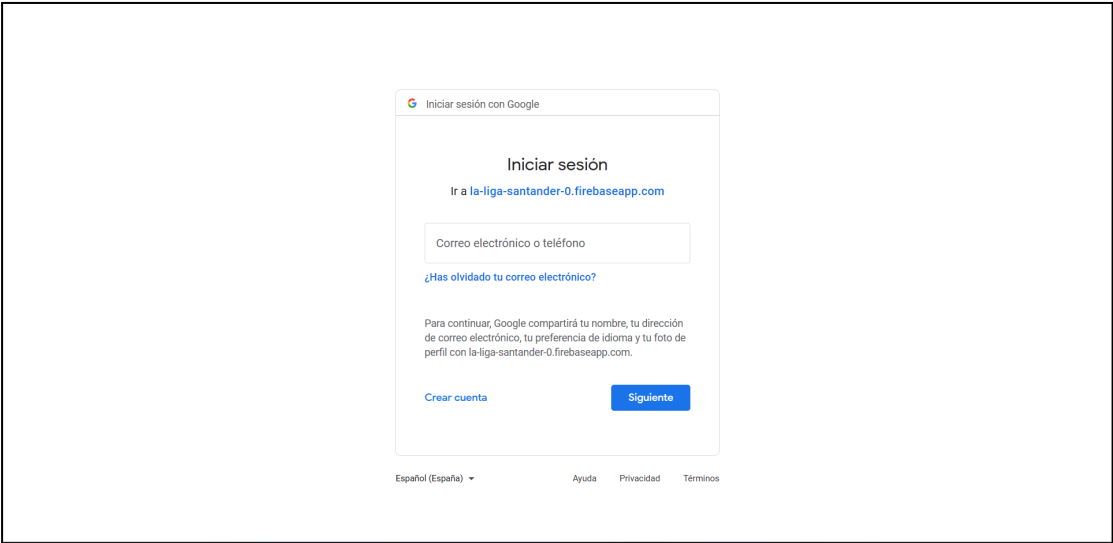 Iniciar sesión con Google
Iniciar sesión
Ir a la-liga-santander-0.firebaseapp.com
Correo electrónico o teléfono
¿Has olvidado tu correo electrónico?
Para continuar, Google compartirá tu nombre, tu dirección
de correo electrónico, tu preferencia de idioma y tu foto de
perfil con la-liga-santander-0.firebaseapp.com.
Crear cuenta Siguiente
Español (España) Ayuda Privacidad Términos